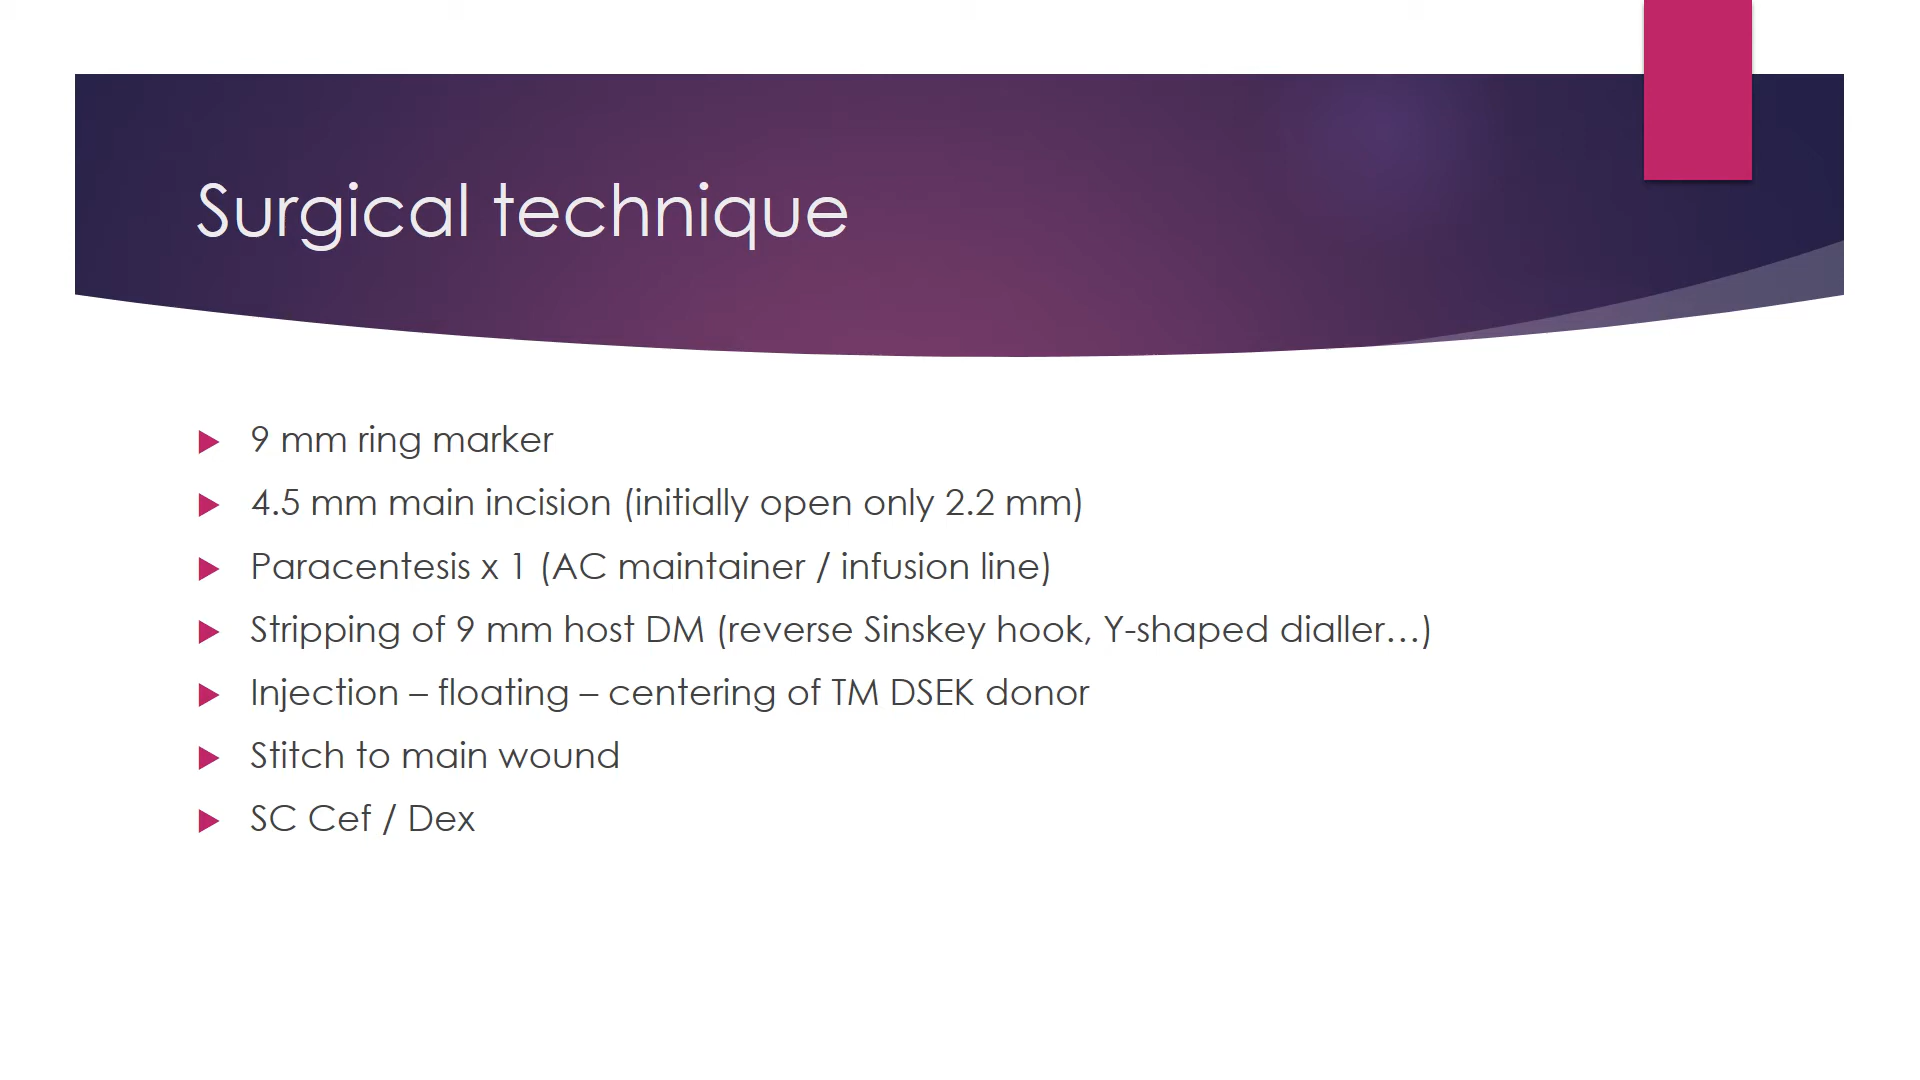 Surgical technique
9 mm ring marker
4.5 mm main incision (initially open only 2.2 mm)
Paracentesis x 1 (AC maintainer / infusion line)
Stripping of 9 mm host DM (reverse Sinskey hook, Y-shaped dialler…)
Injection – floating – centering of TM DSEK donor
Stitch to main wound
SC Cef / Dex